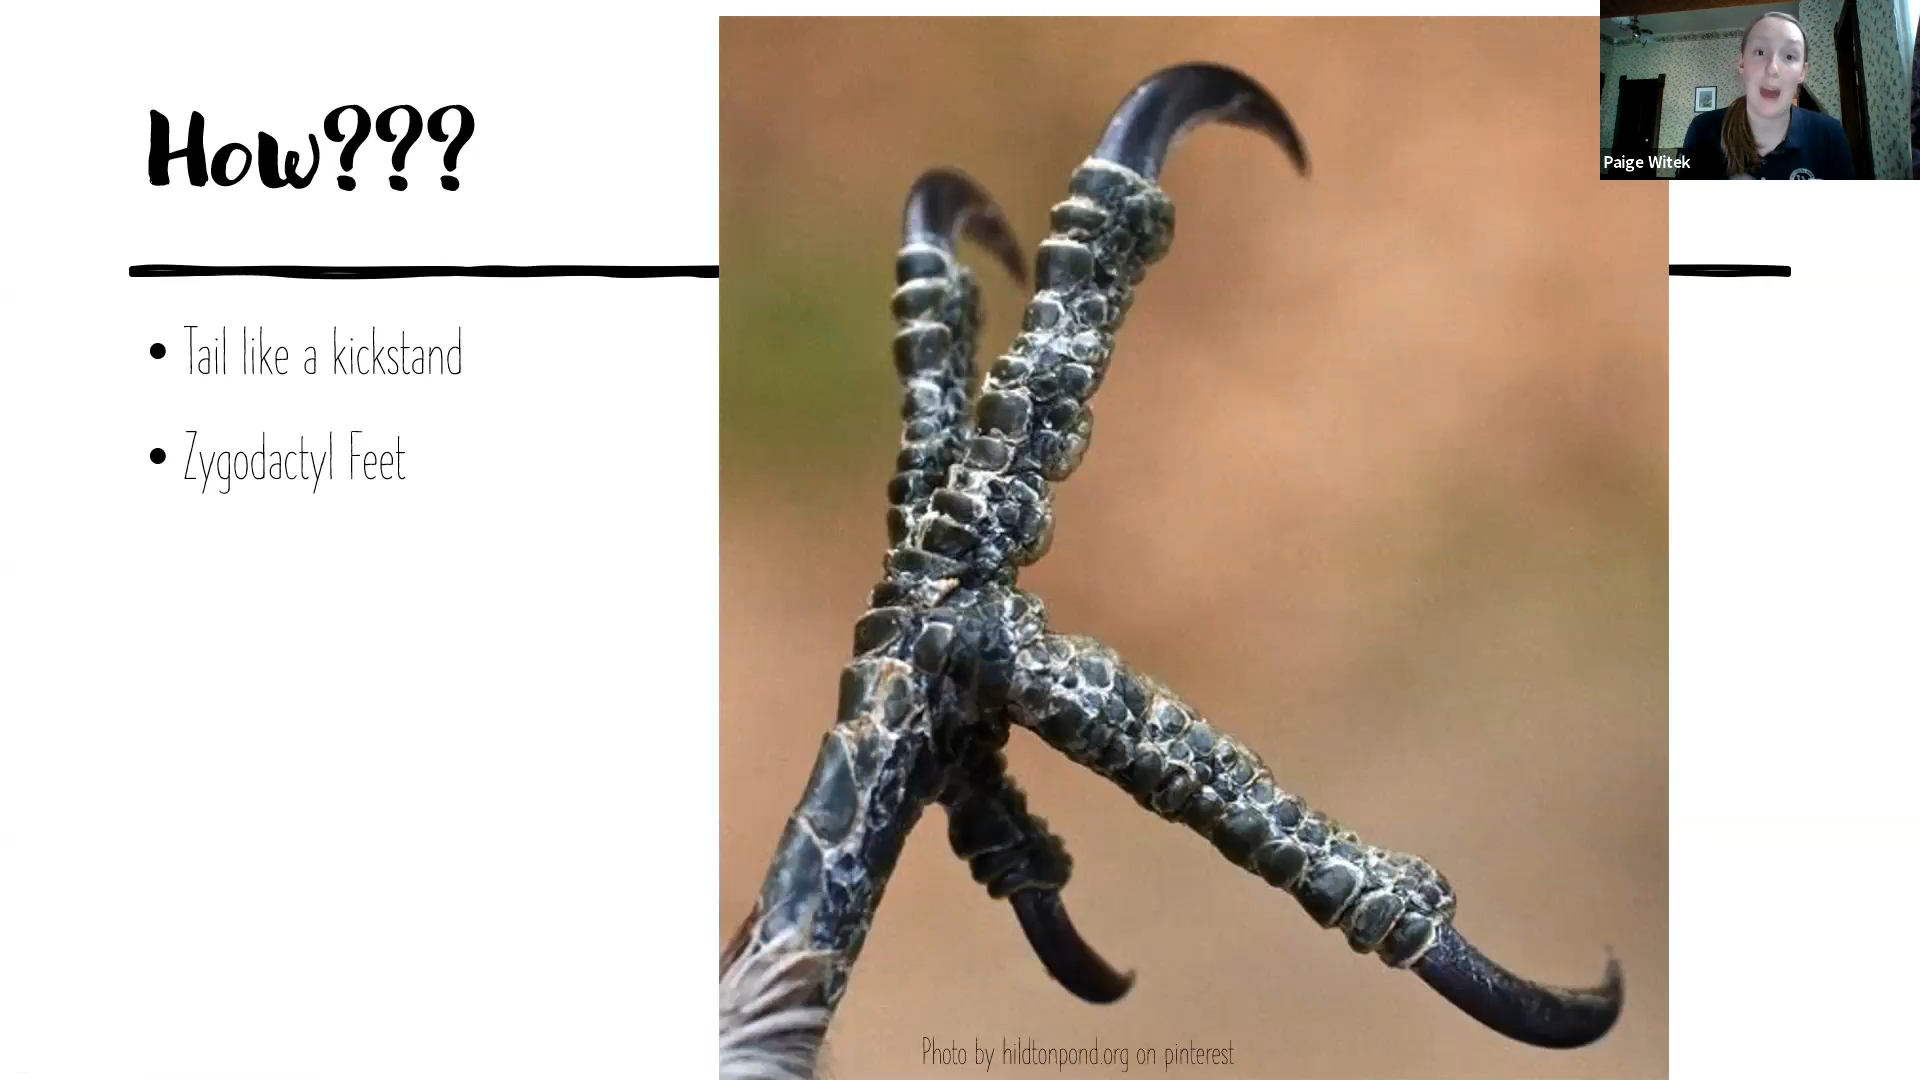 How???
Paige Witek
• Tail like a kickstand
• Zygodactyl Feet
Photo by hildtonpond.org on pinterest